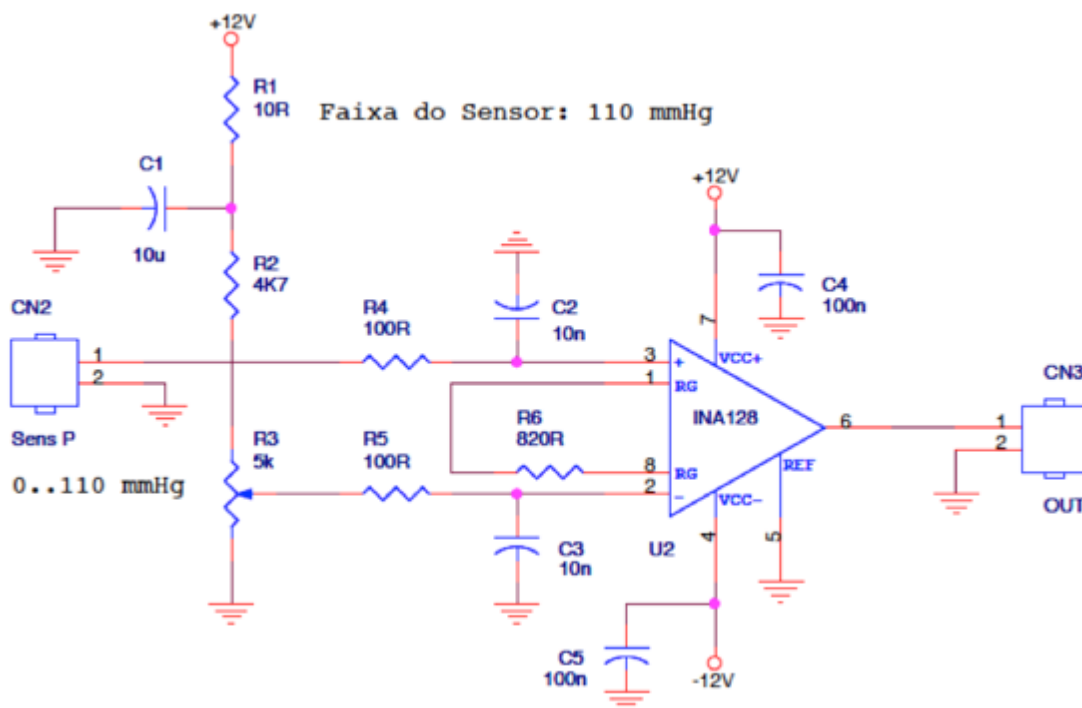 +12V
R1
10R
Faixa do Sensor: 110 mmHg
C1
10u
+12V
R2
4K7
C4
100n
CN2
R4
100R
C2
10n
7
1
2
3
+
VCC+
1
RG
CN3
INA128
R6
820R
6
1
2
Sens P
R3
5k
R5
100R
8
RG
REF
0..110 mmHg
2
-
VCC-
OUT
C3
10n
U2
4
5
C5
100n
-12V